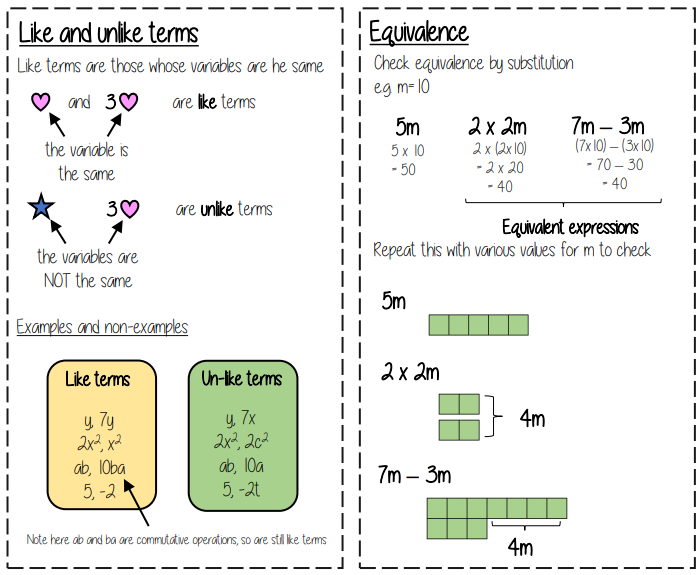 Like and unlike terms
Like terms are those whose variables are he same
and 3 are like terms
the variable is
the same
3 are unlike terms
the variables are
NOT the same
Examples and non-examples
Like terms
y, 7y
2x², x²
ab, 10ba
5, -2
Un-like terms
y, 7x
2x², 2c²
ab, 10a
5, -2t
Note here ab and ba are commutative operations, so are still like terms
Equivalence
Check equivalence by substitution
e.g. m= 10
5m
5 x 10
= 50
2 x 2m
2 x (2x10)
= 2 x 20
= 40
7m – 3m
(7x10) – (3x10)
= 70 – 30
= 40
Equivalent expressions
Repeat this with various values for m to check
5m
2 x 2m
4m
7m – 3m
4m